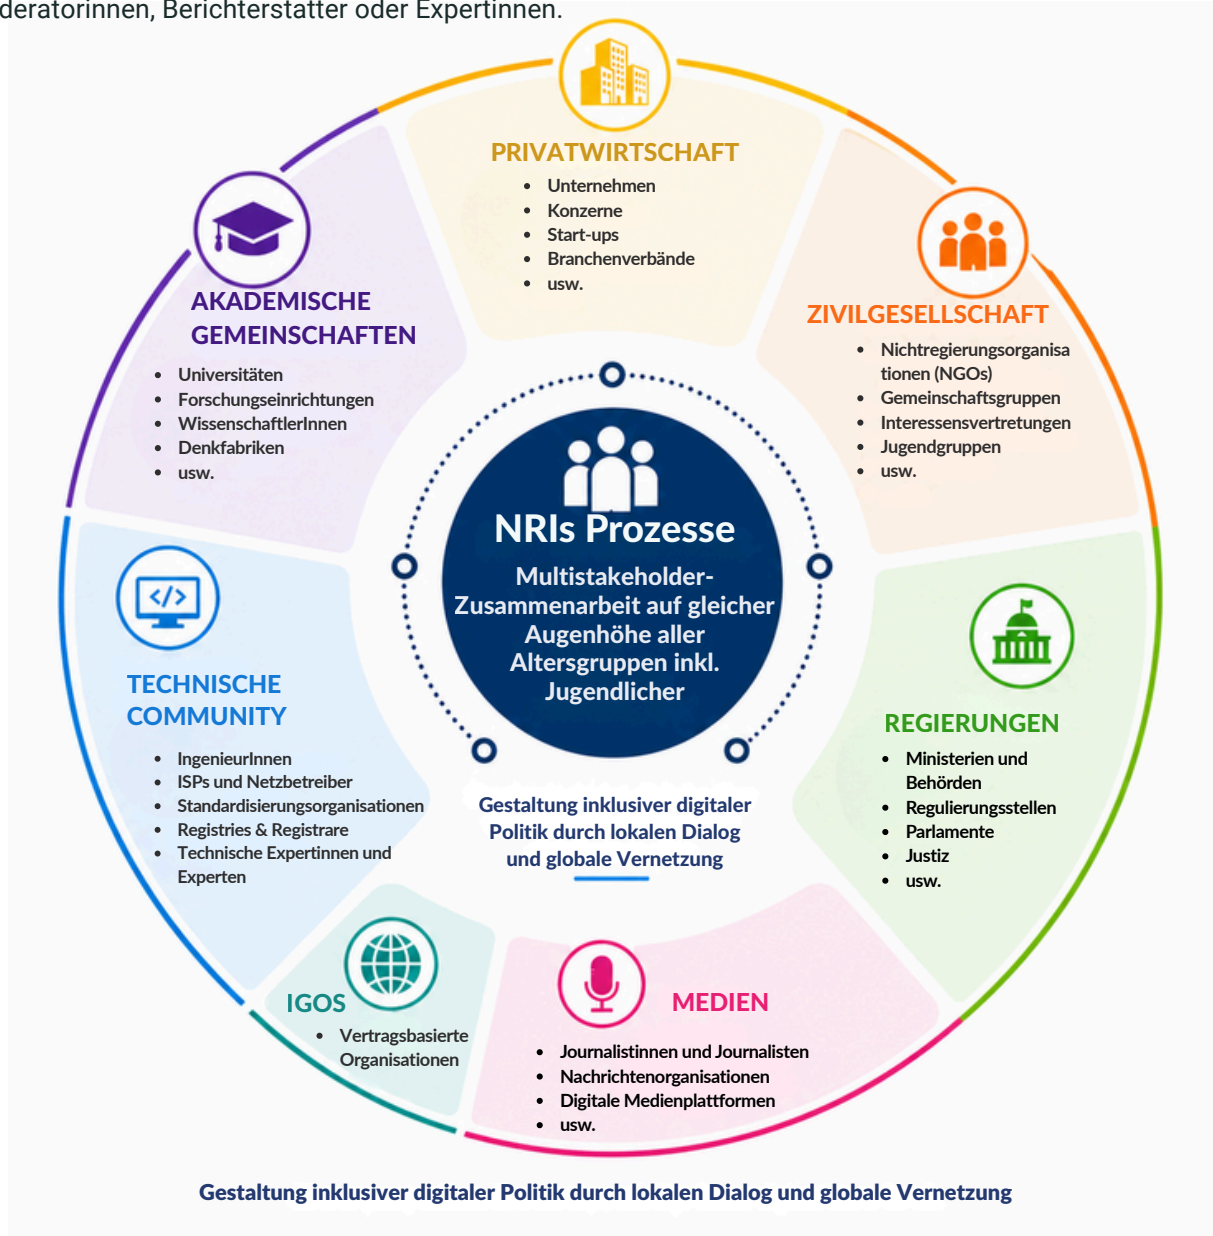 deratorinnen, Berichterstatter oder Expertinnen.
PRIVATWIRTSCHAFT
• Unternehmen
• Konzerne
• Start-ups
• Branchenverbände
• usw.
AKADEMISCHE
GEMEINSCHAFTEN
• Universitäten
• Forschungseinrichtungen
• WissenschaftlerInnen
• Denkfabriken
• usw.
ZIVILGESELLSCHAFT
• Nichtregierungsorganisa
tionen (NGOs)
• Gemeinschaftsgruppen
• Interessensvertretungen
• Jugendgruppen
• usw.
NRIs Prozesse
Multistakeholder-
Zusammenarbeit auf gleicher
Augenhöhe aller
Altersgruppen inkl.
Jugendlicher
</>
TECHNISCHE
COMMUNITY
• IngenieurInnen
• ISPs und Netzbetreiber
• Standardisierungsorganisationen
• Registries & Registrare
• Technische Expertinnen und
Experten
REGIERUNGEN
• Ministerien und
Behörden
• Regulierungsstellen
• Parlamente
• Justiz
• usw.
Gestaltung inklusiver digitaler
Politik durch lokalen Dialog
und globale Vernetzung
IGOS
• Vertragsbasierte
Organisationen
MEDIEN
• Journalistinnen und Journalisten
• Nachrichtenorganisationen
• Digitale Medienplattformen
• usw.
Gestaltung inklusiver digitaler Politik durch lokalen Dialog und globale Vernetzung